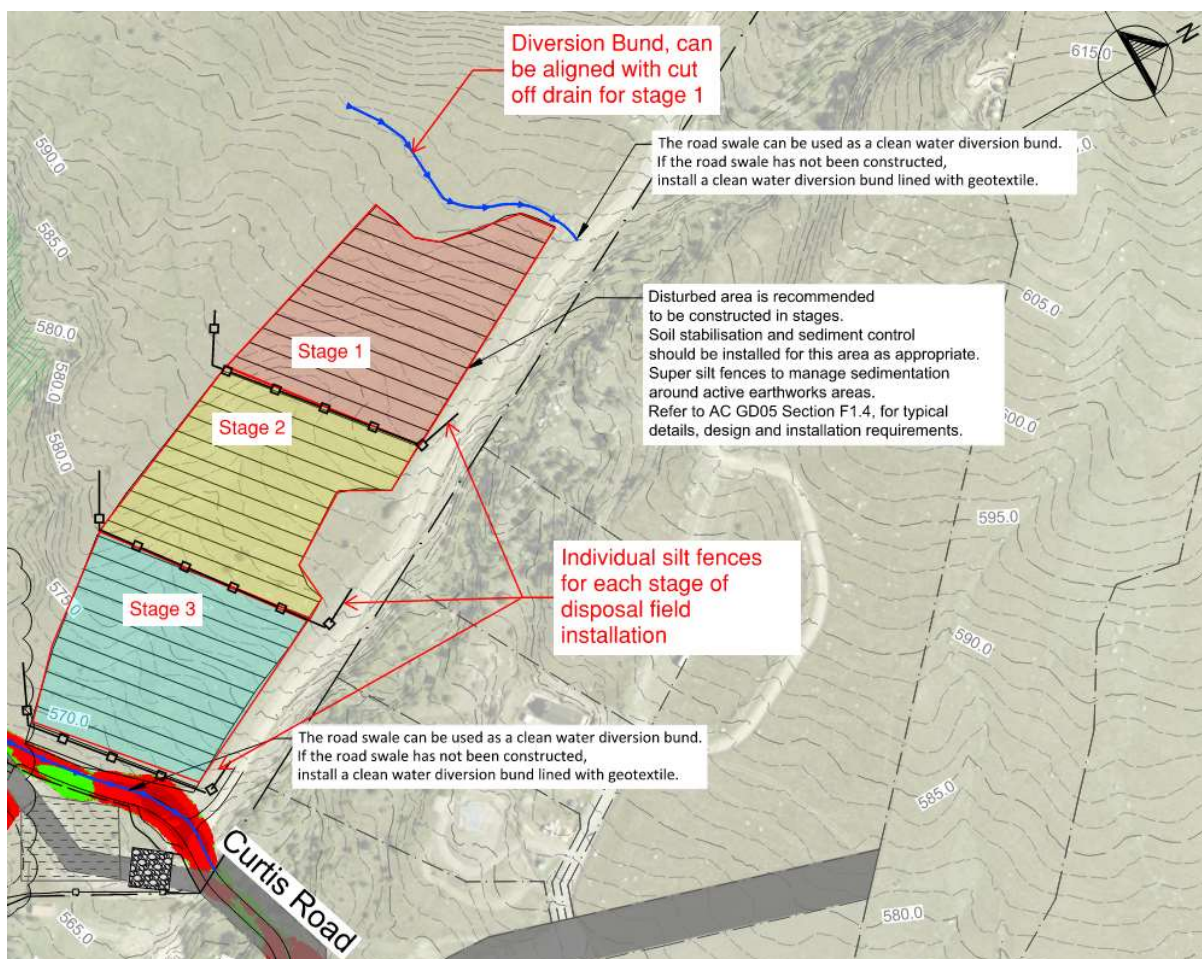 Diversion Bund, can
be aligned with cut
off drain for stage 1
N
615.0
The road swale can be used as a clean water diversion bund.
If the road swale has not been constructed,
install a clean water diversion bund lined with geotextile.
590.0
585.0
580.0
580.0
580.0
575.0
570.0
565.0
Stage 1
Stage 2
Stage 3
Disturbed area is recommended
to be constructed in stages.
Soil stabilisation and sediment control
should be installed for this area as appropriate.
Super silt fences to manage sedimentation
around active earthworks areas.
Refer to AC GD05 Section F1.4, for typical
details, design and installation requirements.
605.0
595.0
590.0
585.0
580.0
Individual silt fences
for each stage of
disposal field
installation
The road swale can be used as a clean water diversion bund.
If the road swale has not been constructed,
install a clean water diversion bund lined with geotextile.
Curtis Road